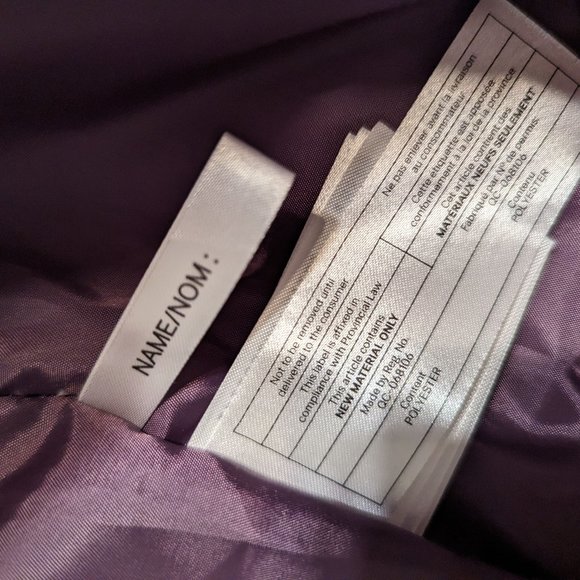 NAME/NOM:
Not to be removed until
delivered to the consumer
This label is affixed in
compliance with Provincial Law
This article contains
NEW MATERIAL ONLY
Made by Reg. No.
QC-068106
Content
POLYESTER
Ne pas enlever avant la livraison
au consommateur
Cette étiquette est apposée
conformément à la loi de la province
Cet article contient des
MATERIAUX NEUFS SEULEMENT
Fabriqué par N° de permis
QC-068106
Contenu
POLYESTER